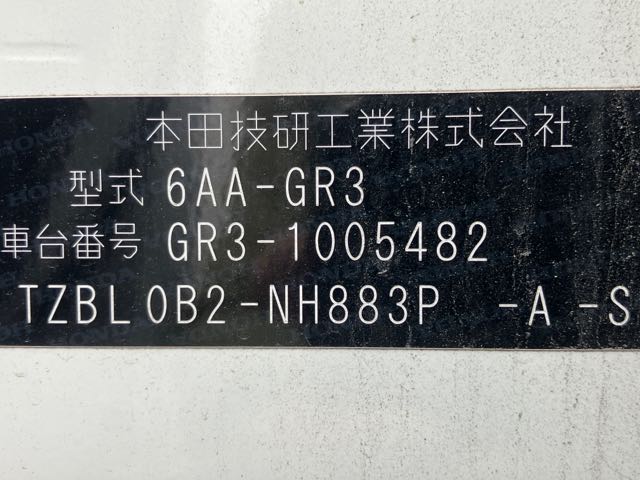 本田技研工業株式会社
型式 6AA-GR3
車台番号 GR3-1005482
TZBL0B2-NH883P -A -S